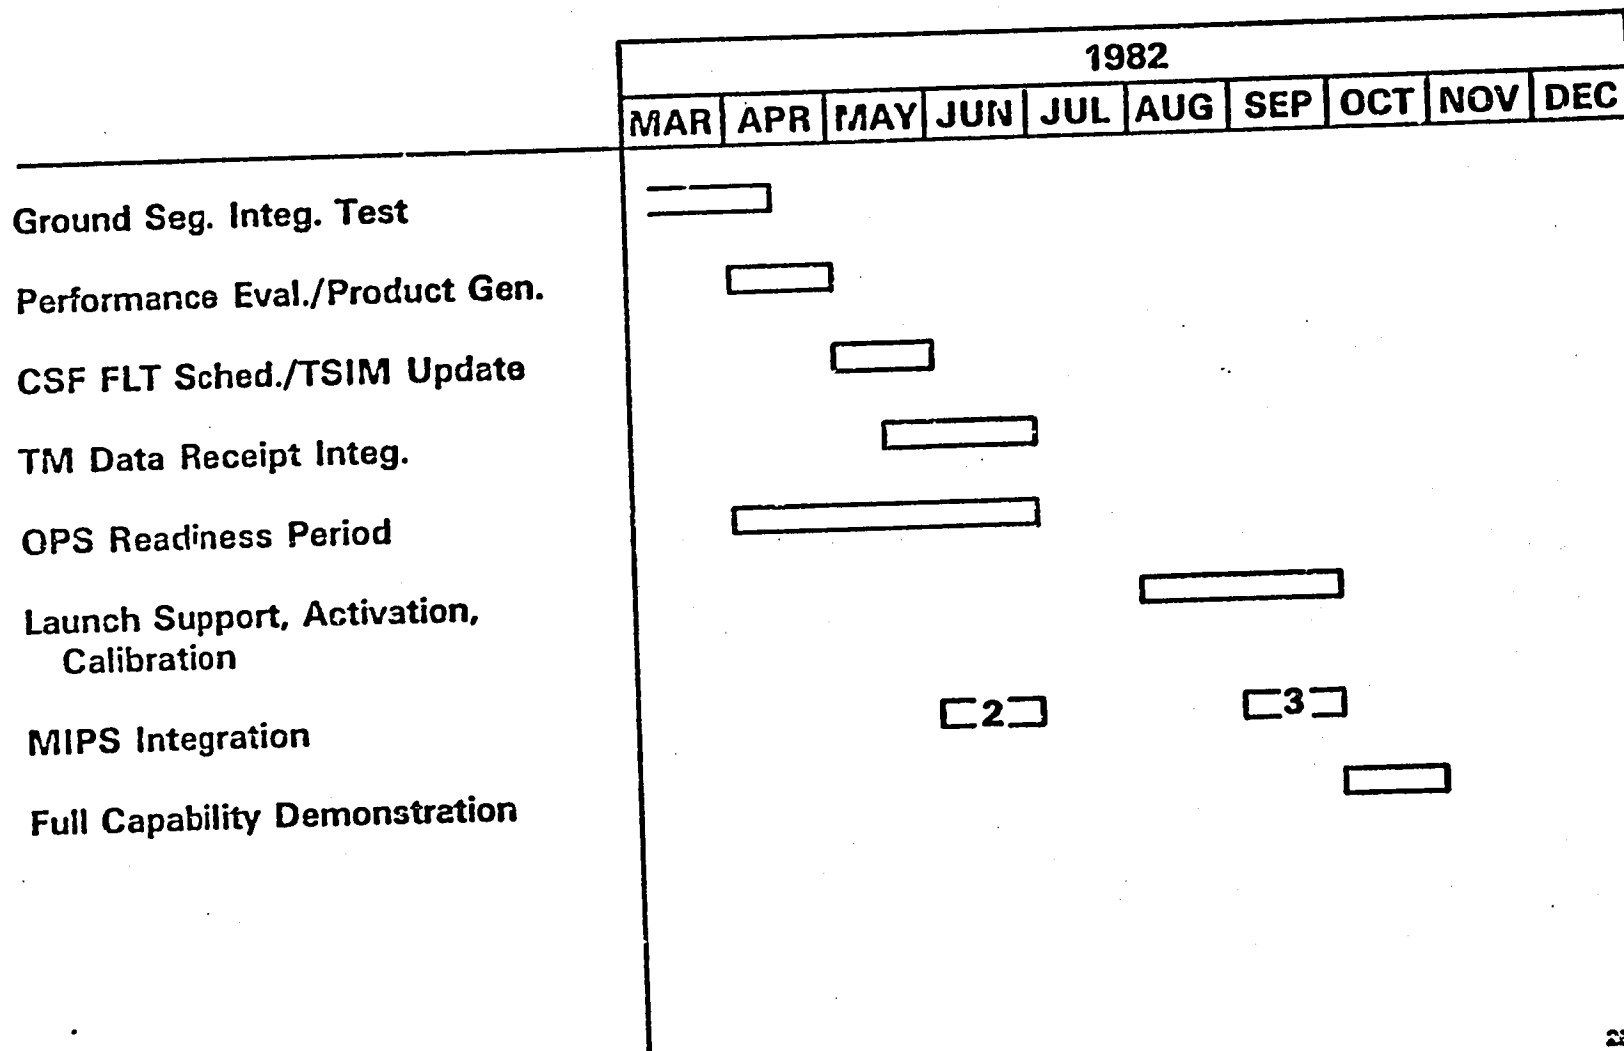 1982
MAR APR MAY JUN JUL AUG SEP OCT NOV DEC
Ground Seg. Integ. Test
Performance Eval./Product Gen.
CSF FLT Sched./TSIM Update
TM Data Receipt Integ.
OPS Readiness Period
Launch Support, Activation,
Calibration
MIPS Integration
2 3
Full Capability Demonstration